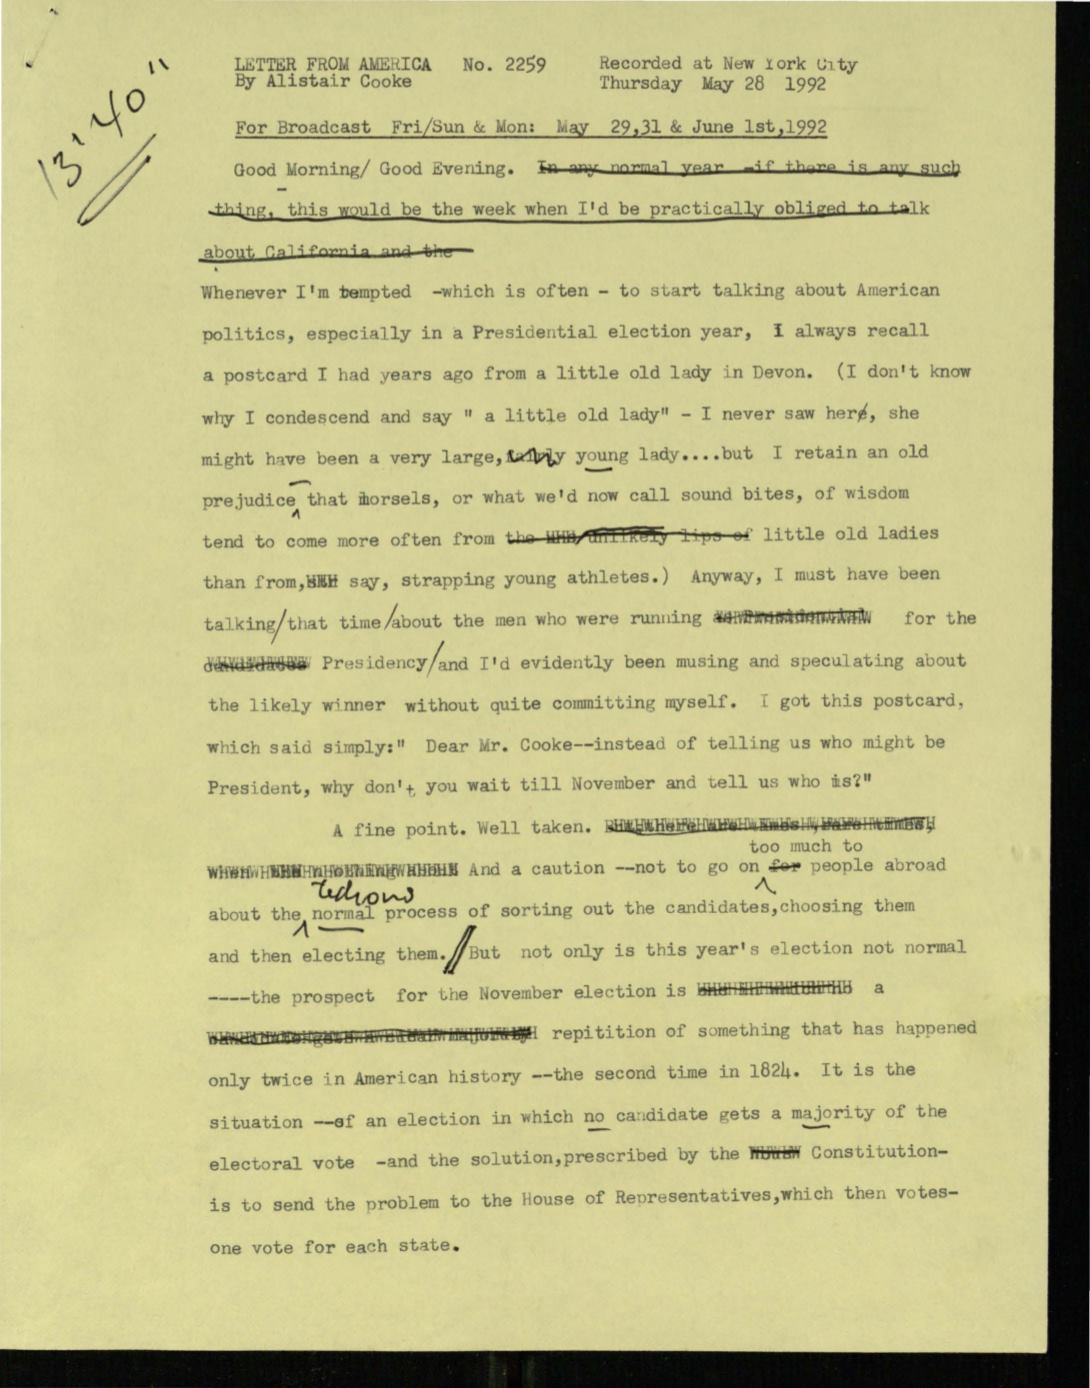 13'40"
LETTER FROM AMERICA No. 2259 Recorded at New York City
By Alistair Cooke Thursday May 28 1992
For Broadcast Fri/Sun & Mon: May 29,31 & June 1st,1992
Good Morning/ Good Evening. In any normal year -if there is any such
thing, this would be the week when I'd be practically obliged to talk
about California and the
Whenever I'm tempted -which is often - to start talking about American
politics, especially in a Presidential election year, I always recall
a postcard I had years ago from a little old lady in Devon. (I don't know
why I condescend and say " a little old lady" - I never saw her, she
might have been a very large, young lady....but I retain an old
prejudice that morsels, or what we'd now call sound bites, of wisdom
tend to come more often from the unlikely lips of little old ladies
than from, say, strapping young athletes.) Anyway, I must have been
talking/that time/about the men who were running as Presidential for the
candidates Presidency/and I'd evidently been musing and speculating about
the likely winner without quite committing myself. I got this postcard,
which said simply:" Dear Mr. Cooke--instead of telling us who might be
President, why don't you wait till November and tell us who is?"
A fine point. Well taken. But there are times, rare times,
too much to
when And a caution --not to go on for people abroad
tedious
about the normal process of sorting out the candidates,choosing them
and then electing them.//But not only is this year's election not normal
----the prospect for the November election is a
repitition of something that has happened
only twice in American history --the second time in 1824. It is the
situation --of an election in which no candidate gets a majority of the
electoral vote -and the solution,prescribed by the Constitution-
is to send the problem to the House of Representatives,which then votes-
one vote for each state.